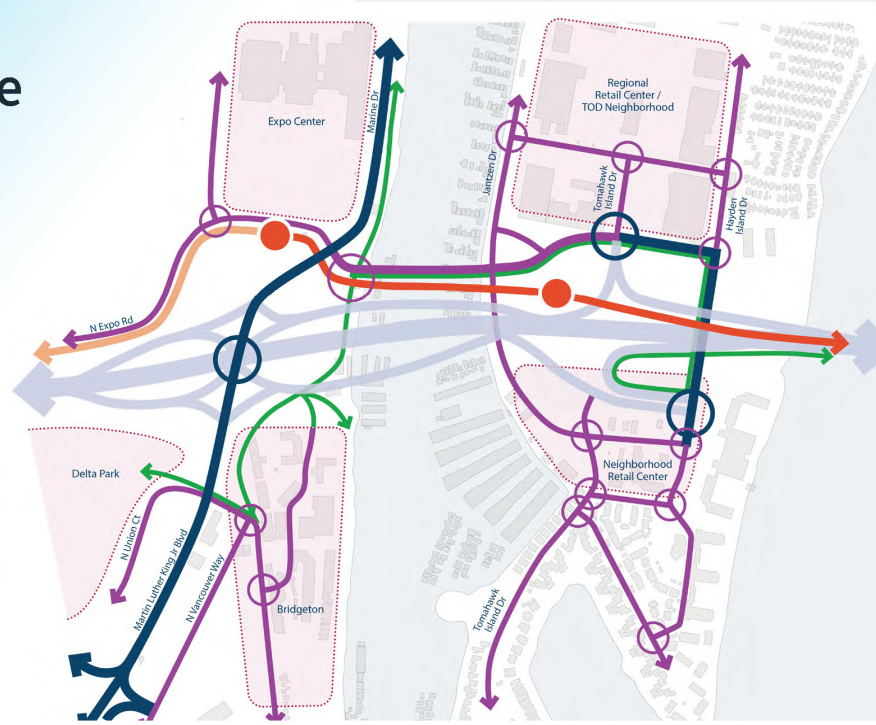 e
Expo Center
Marine Dr
Regional
Retail Center /
TOD Neighborhood
Jantzen Dr
Tomahawk
Island Dr
Hayden
Island Dr
N Expo Rd
Delta Park
N Union Ct
Martin Luther King Jr Blvd
N Vancouver Way
Bridgeton
Neighborhood
Retail Center
Tomahawk
Island Dr